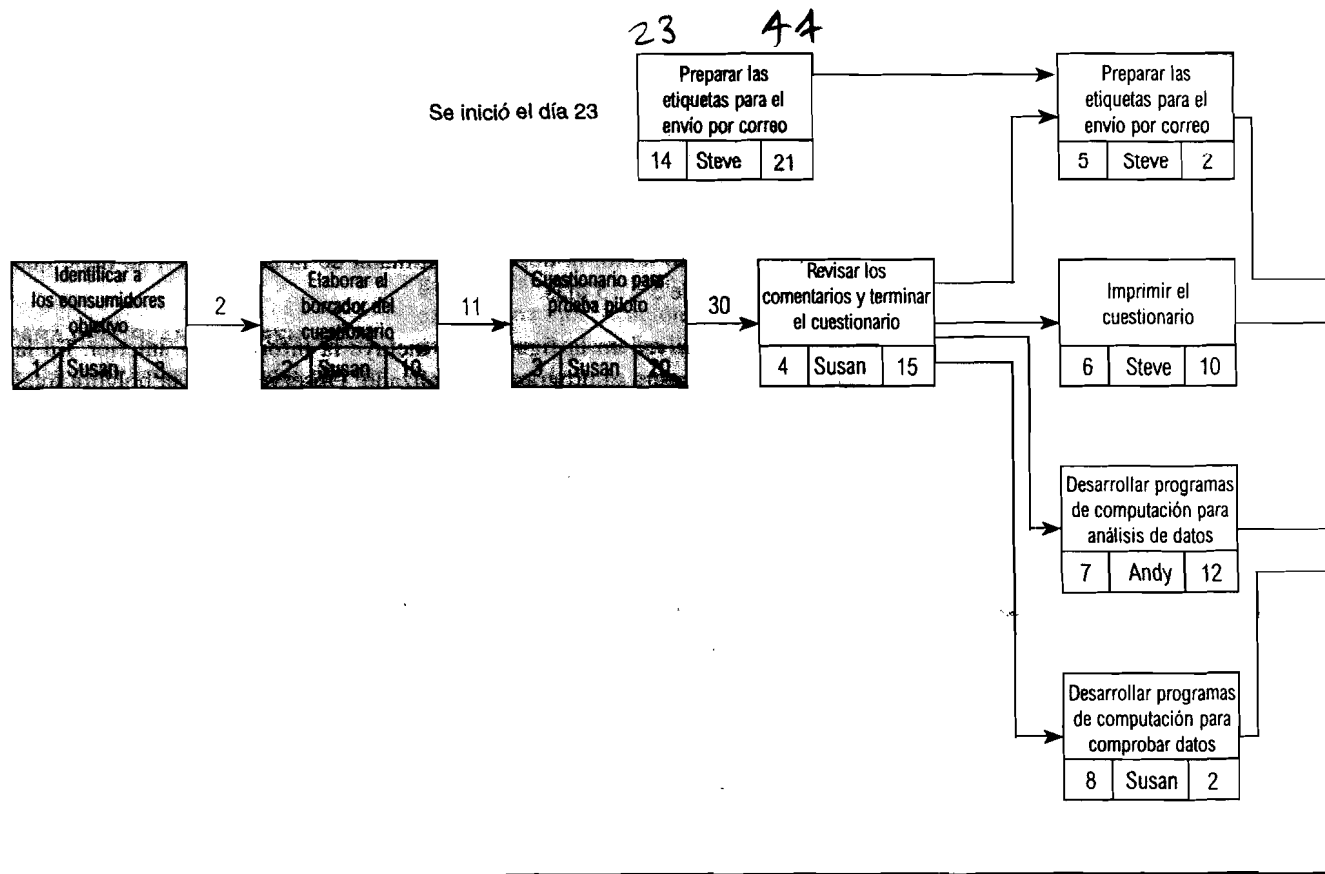 23 44
Preparar las
etiquetas para el
envío por correo
14 Steve 21
Se inició el día 23
Preparar las
etiquetas para el
envío por correo
5 Steve 2
Identificar a
los consumidores
objetivo
1 Susan 3
2
Elaborar el
borrador del
cuestionario
2 Susan 10
11
Cuestionario para
prueba piloto
3 Susan 20
30
Revisar los
comentarios y terminar
el cuestionario
4 Susan 15
Imprimir el
cuestionario
6 Steve 10
Desarrollar programas
de computación para
análisis de datos
7 Andy 12
Desarrollar programas
de computación para
comprobar datos
8 Susan 2